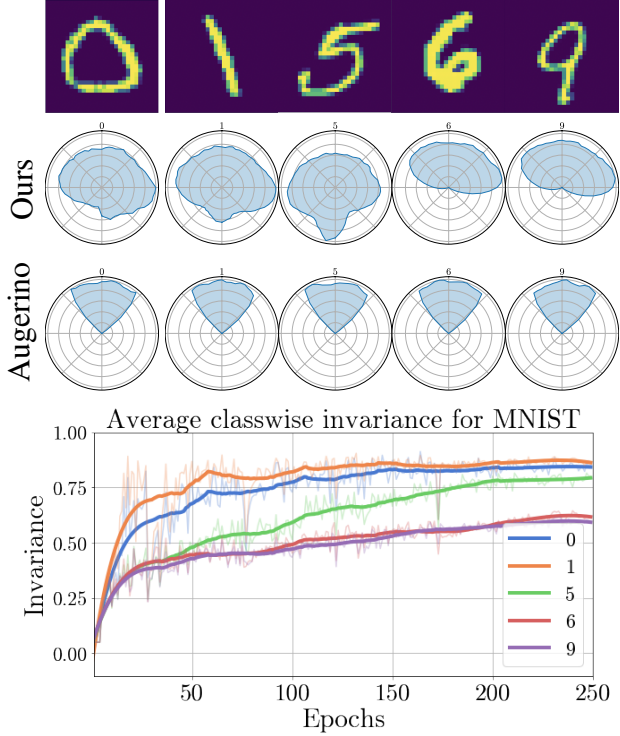 0 1 5 6 9
Ours
0 1 5 6 9
Augerino
Average classwise invariance for MNIST
1.00
0.75
0.50
0.25
0.00
Invariance
0
1
5
6
9
50 100 150 200 250
Epochs